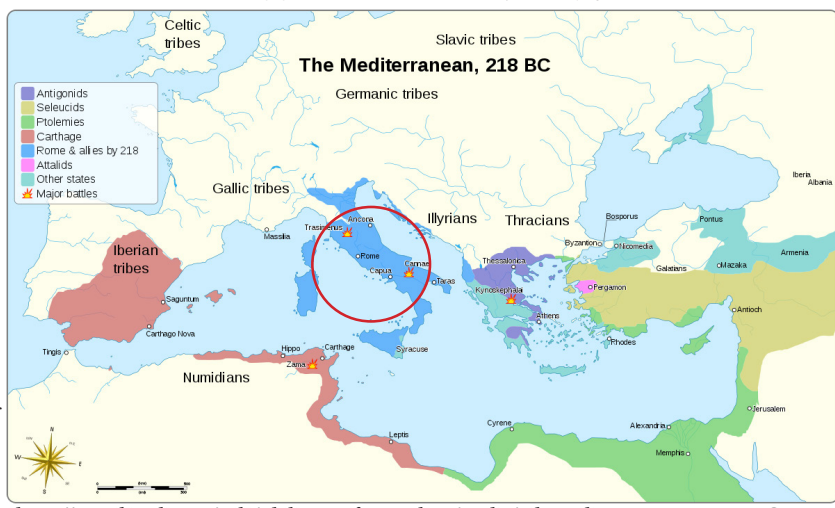 Celtic
tribes
Slavic tribes
The Mediterranean, 218 BC
Germanic tribes
Antigonids
Seleucids
Ptolemies
Carthage
Rome & allies by 218
Attalids
Other states
Major battles
Gallic tribes
Iberia
Albania
Illyrians
Thracians
Bosporus
Pontus
Ancona
Trasimenus
Massilia
Byzantion
Nicomedia
Armenia
Iberian
tribes
Rome
Cannae
Capua
Taras
Thessalonica
Galatians
Mazaka
Kynoskephalai
Pergamon
Saguntum
Carthago Nova
Antioch
Athens
Tingis
Hippo
Carthage
Syracuse
Rhodes
Zama
Numidians
Leptis
Cyrene
Alexandria
Jerusalem
Memphis
N
W
E
S